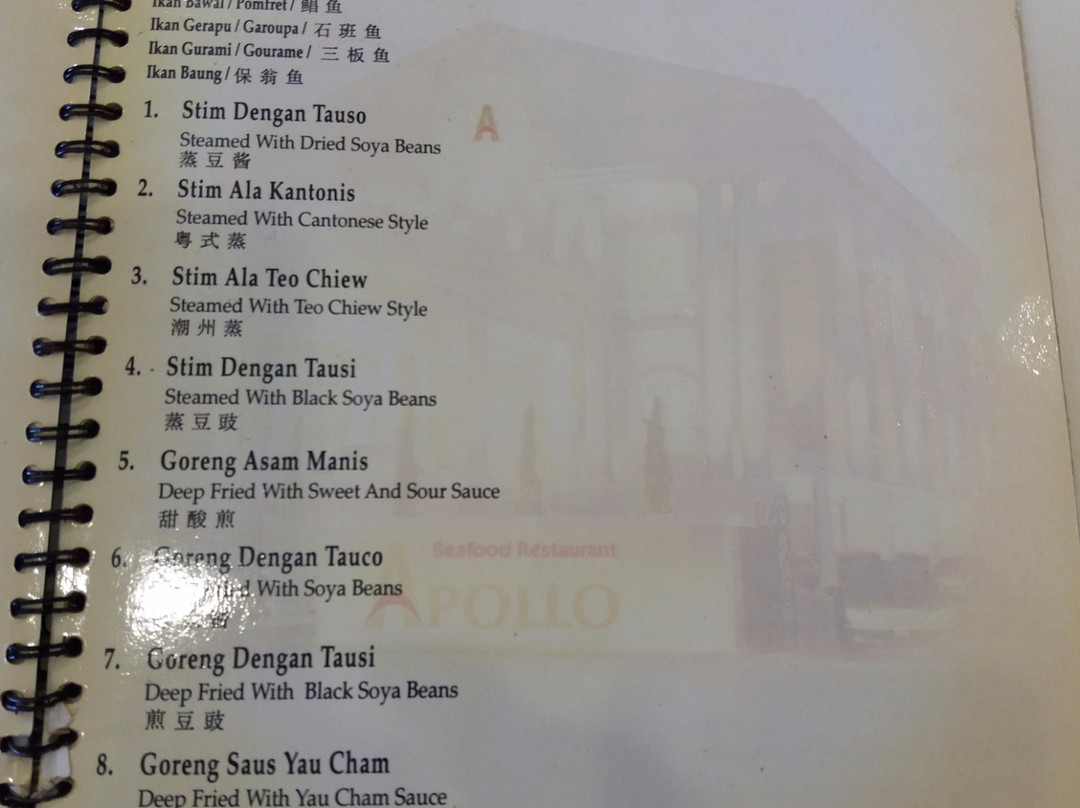 Ikan Bawal / Pomfret / 鲳 鱼
Ikan Gerapu / Garoupa / 石 班 鱼
Ikan Gurami / Gourame / 三 板 鱼
Ikan Baung / 保 翁 鱼
1. Stim Dengan Tauso
Steamed With Dried Soya Beans
蒸 豆 酱
2. Stim Ala Kantonis
Steamed With Cantonese Style
粤 式 蒸
3. Stim Ala Teo Chiew
Steamed With Teo Chiew Style
潮 州 蒸
4. Stim Dengan Tausi
Steamed With Black Soya Beans
蒸 豆 豉
5. Goreng Asam Manis
Deep Fried With Sweet And Sour Sauce
甜 酸 煎
6. Goreng Dengan Tauco
With Soya Beans
7. Goreng Dengan Tausi
Deep Fried With Black Soya Beans
煎 豆 豉
8. Goreng Saus Yau Cham
Deep Fried With Yau Cham Sauce
A
Seafood Restaurant
APOLLO